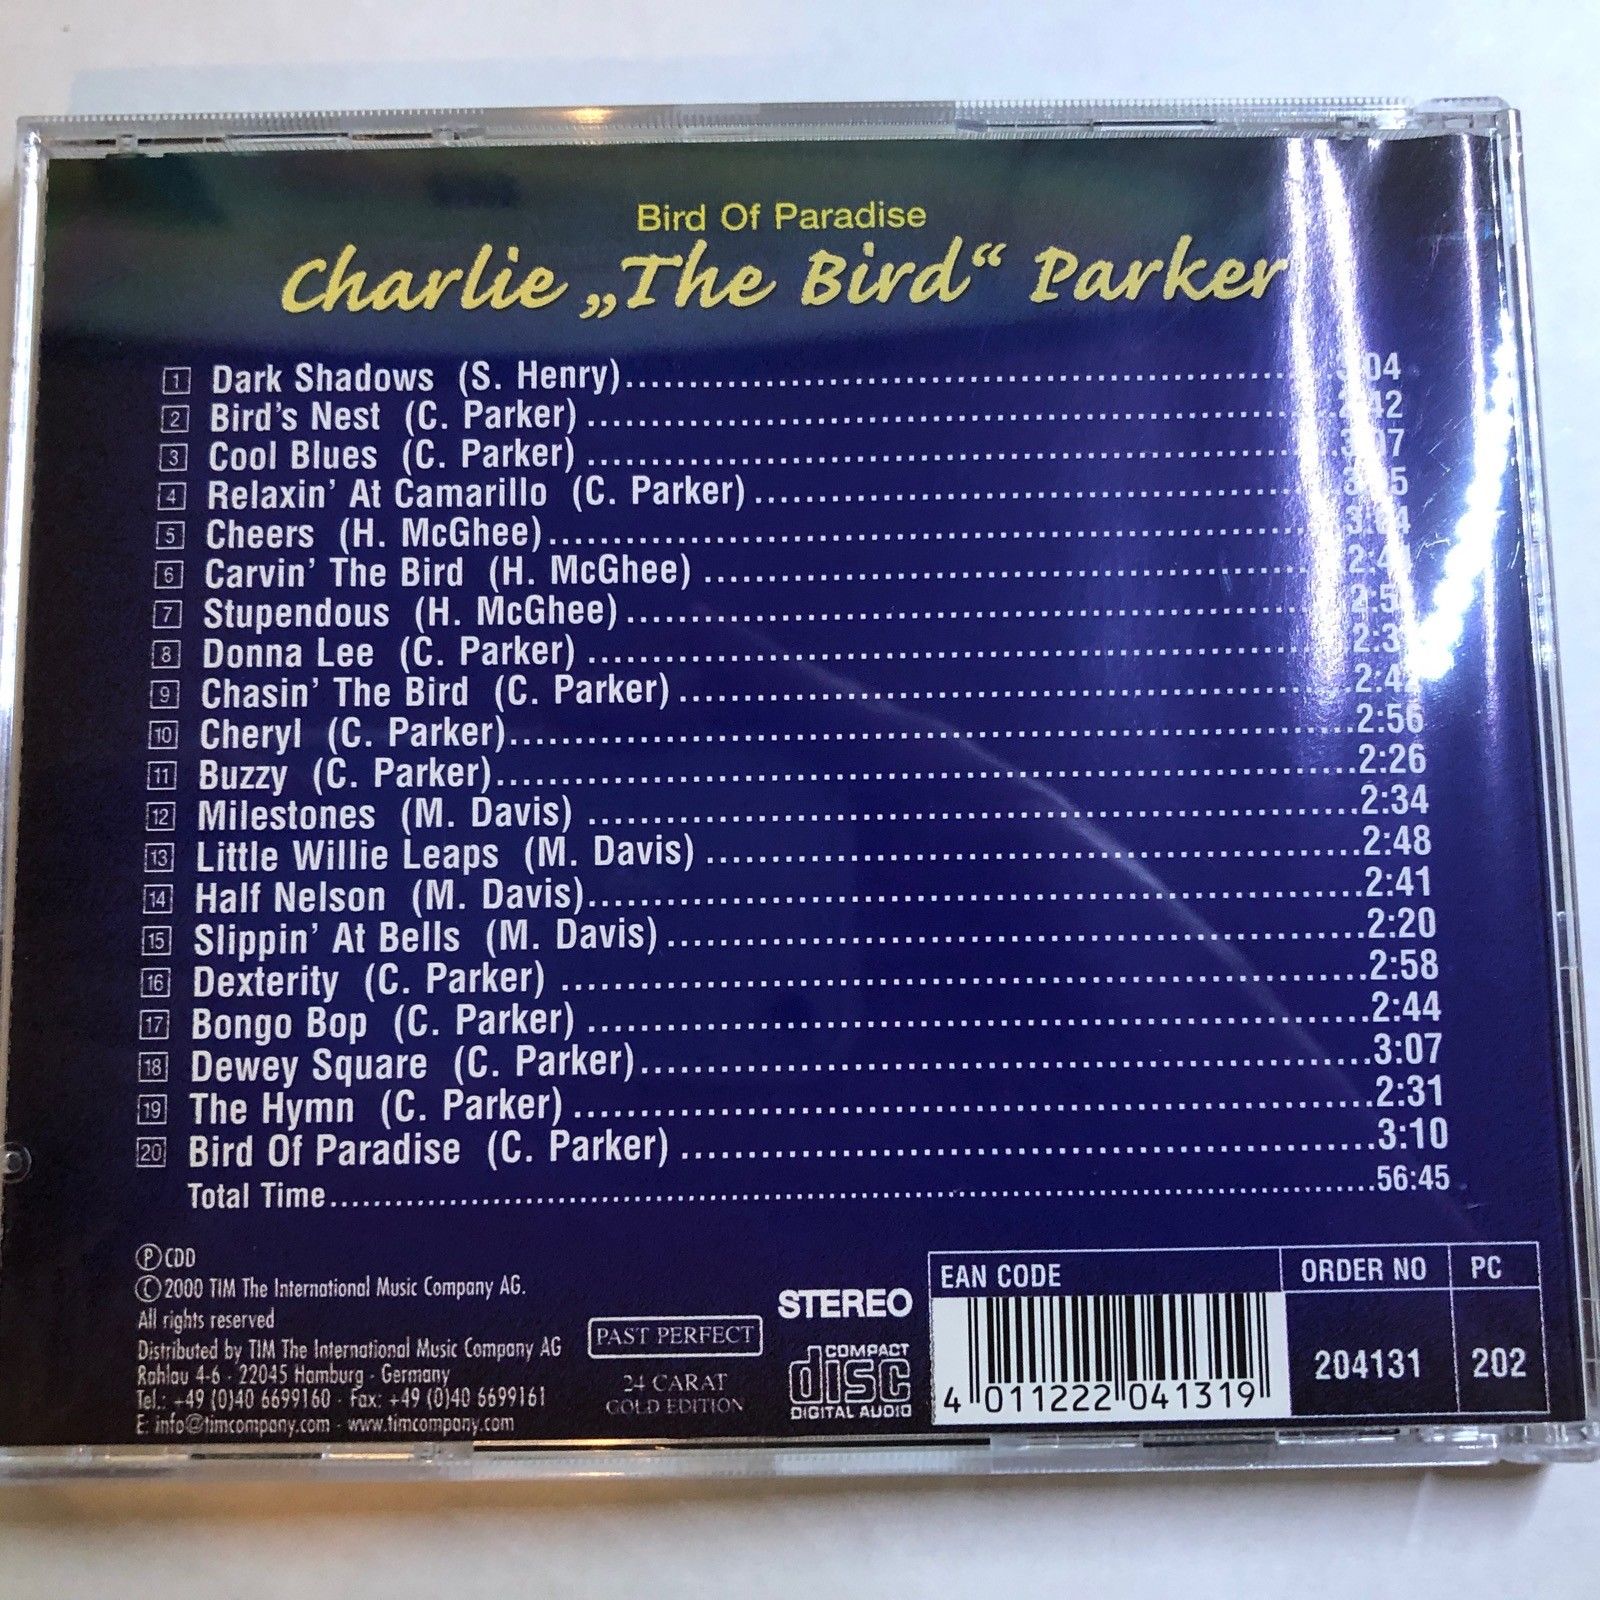 Bird Of Paradise
Charlie „The Bird“ Parker
1 Dark Shadows (S. Henry) 3:04
2 Bird's Nest (C. Parker) 2:42
3 Cool Blues (C. Parker) 3:07
4 Relaxin' At Camarillo (C. Parker)
5 Cheers (H. McGhee)
6 Carvin' The Bird (H. McGhee)
7 Stupendous (H. McGhee)
8 Donna Lee (C. Parker)
9 Chasin' The Bird (C. Parker)
10 Cheryl (C. Parker) 2:56
11 Buzzy (C. Parker) 2:26
12 Milestones (M. Davis) 2:34
13 Little Willie Leaps (M. Davis) 2:48
14 Half Nelson (M. Davis) 2:41
15 Slippin' At Bells (M. Davis) 2:20
16 Dexterity (C. Parker) 2:58
17 Bongo Bop (C. Parker) 2:44
18 Dewey Square (C. Parker) 3:07
19 The Hymn (C. Parker) 2:31
20 Bird Of Paradise (C. Parker) 3:10
Total Time 56:45
Ⓟ CDD
© 2000 TIM The International Music Company AG.
All rights reserved
Distributed by TIM The International Music Company AG
Rahlau 4-6 - 22045 Hamburg - Germany
Tel.: +49 (0)40 6699160 - Fax: +49 (0)40 6699161
E: info@timcompany.com - www.timcompany.com
PAST PERFECT
24 CARAT
GOLD EDITION
STEREO
COMPACT
disc
DIGITAL AUDIO
EAN CODE
4 011222 041319
ORDER NO
204131
PC
202